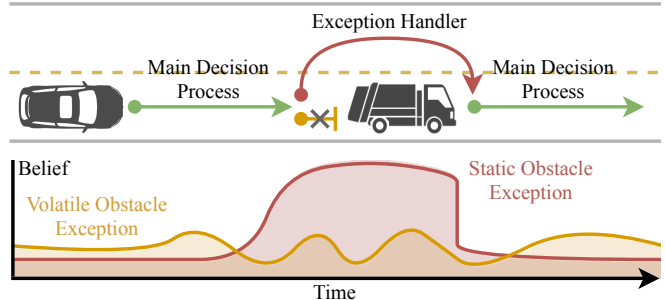 Exception Handler
Main Decision
Process
Main Decision
Process
Belief
Static Obstacle
Exception
Volatile Obstacle
Exception
Time